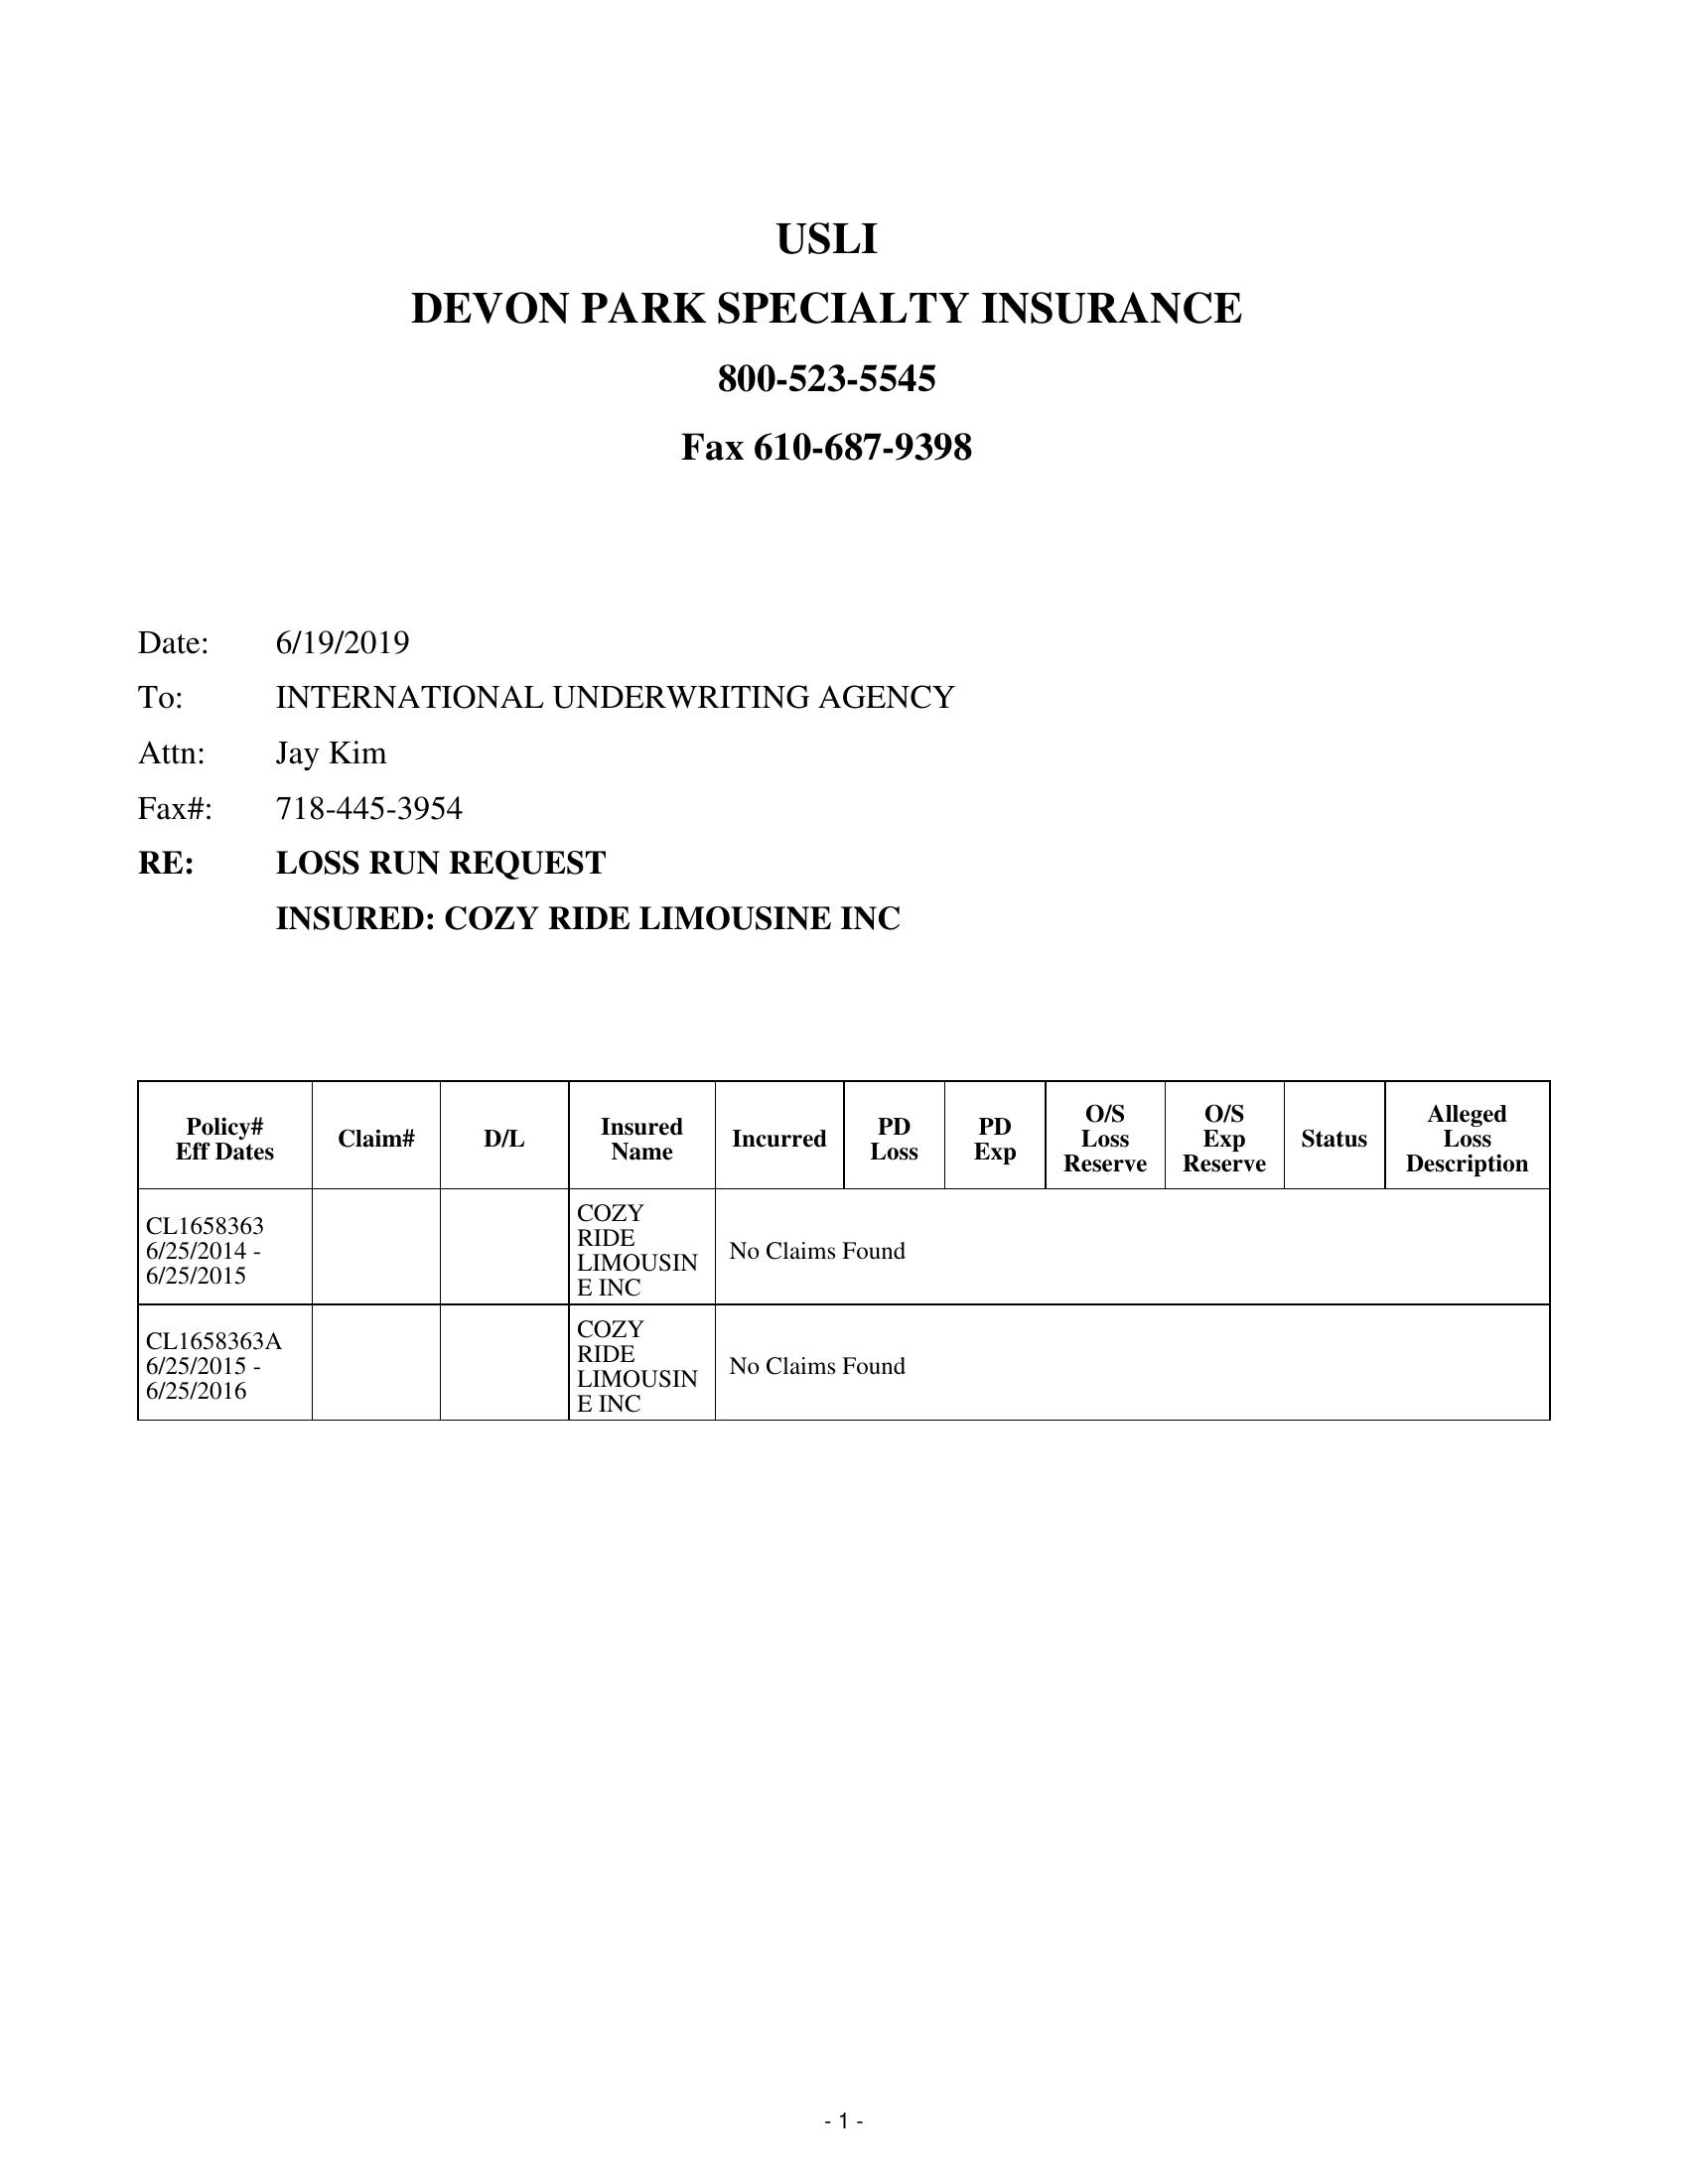 USLI
DEVON PARK SPECIALTY INSURANCE
800-523-5545
Fax 610-687-9398
Date: 6/19/2019
To: INTERNATIONAL UNDERWRITING AGENCY
Attn: Jay Kim
Fax#: 718-445-3954
RE: LOSS RUN REQUEST
INSURED: COZY RIDE LIMOUSINE INC
Policy#
Eff Dates
Claim#
D/L
Insured
Name
Incurred
PD
Loss
PD
Exp
O/S
Loss
Reserve
O/S
Exp
Reserve
Status
Alleged
Loss
Description
CL1658363
6/25/2014 -
6/25/2015
COZY
RIDE
LIMOUSIN
E INC
No Claims Found
CL1658363A
6/25/2015 -
6/25/2016
COZY
RIDE
LIMOUSIN
E INC
No Claims Found
- 1 -